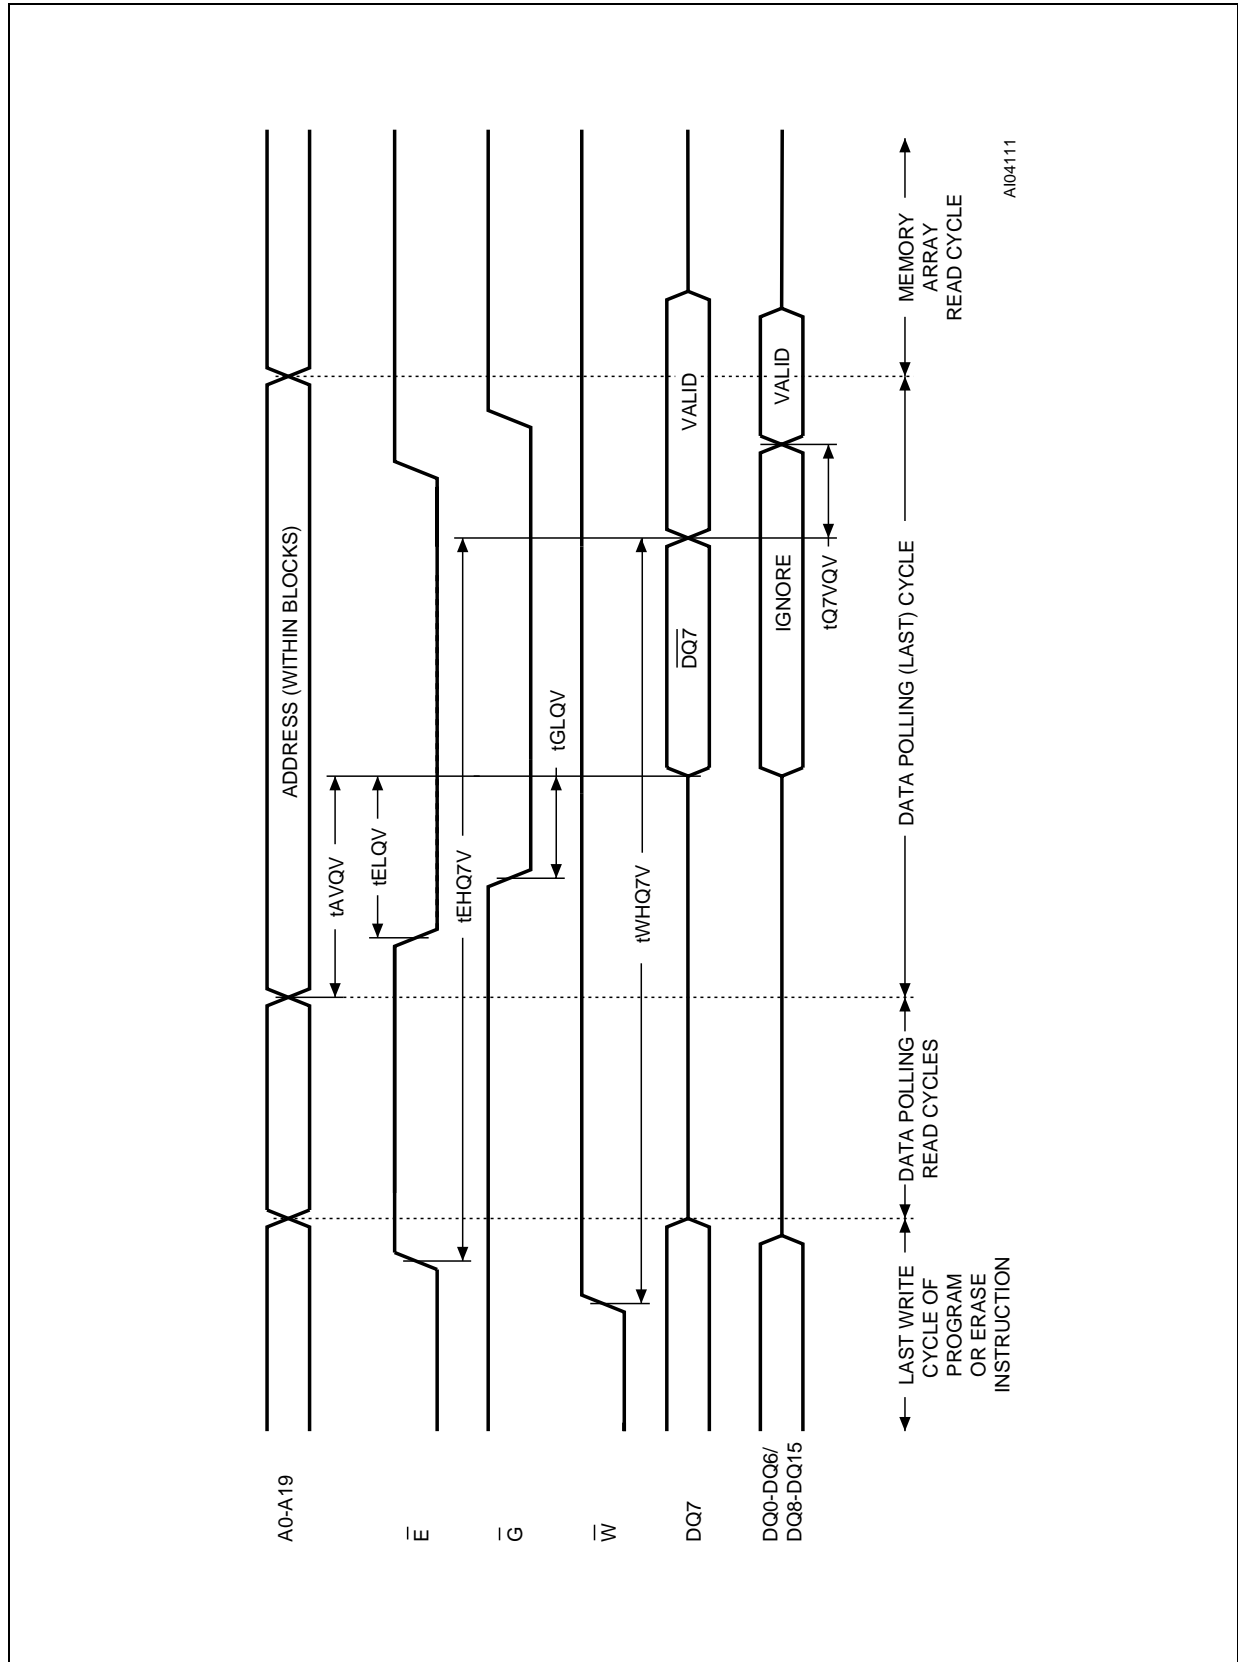 A0-A19
ADDRESS (WITHIN BLOCKS)
tAVQV
tELQV
E̅
tEHQ7V
G̅
tGLQV
W̅
tWHQ7V
DQ7
D̅Q̅7̅
VALID
DQ0-DQ6/
DQ8-DQ15
IGNORE
VALID
tQ7VQV
LAST WRITE
CYCLE OF
PROGRAM
OR ERASE
INSTRUCTION
DATA POLLING
READ CYCLES
DATA POLLING (LAST) CYCLE
MEMORY
ARRAY
READ CYCLE
AI04111